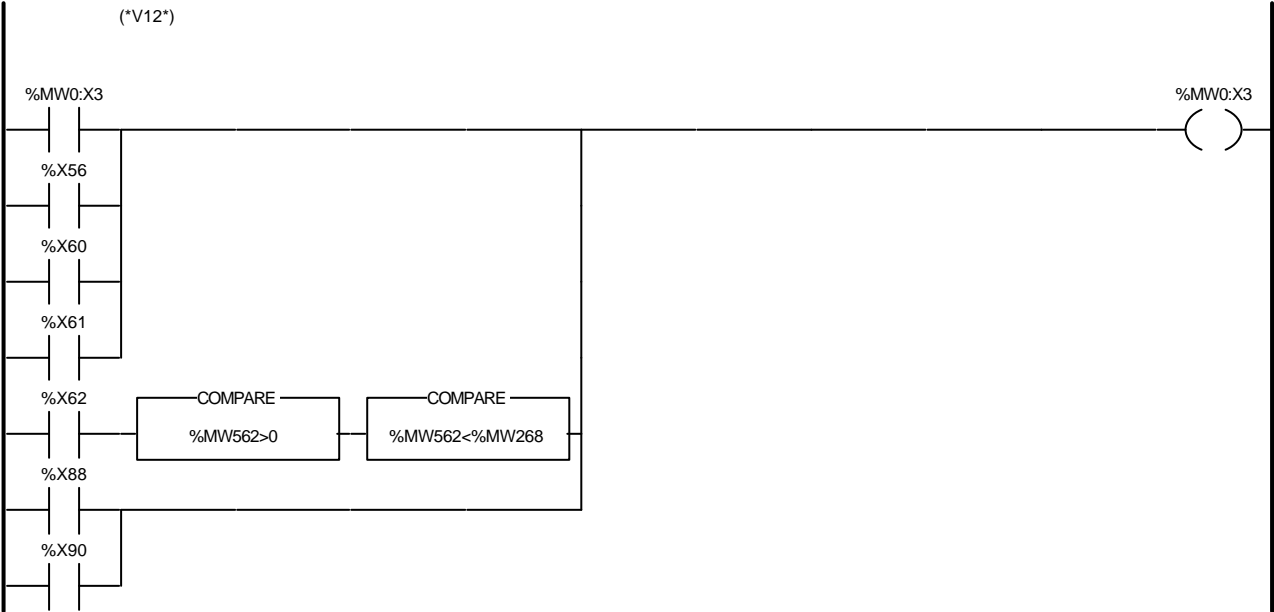 (*V12*)
%MW0:X3 %MW0:X3
%X56
%X60
%X61
%X62 COMPARE COMPARE
%MW562>0 %MW562<%MW268
%X88
%X90